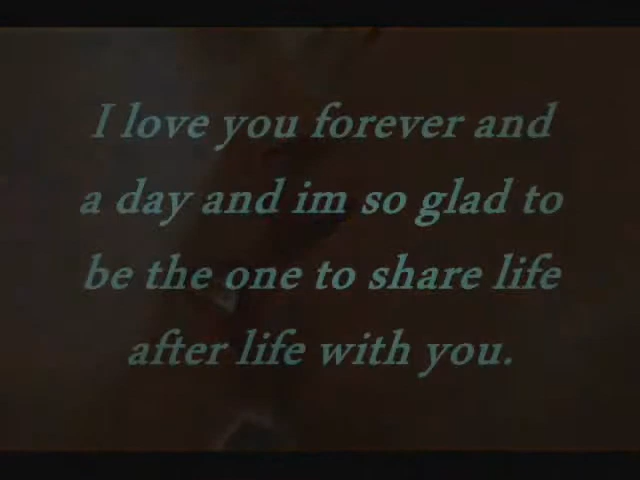 I love you forever and
a day and im so glad to
be the one to share life
after life with you.